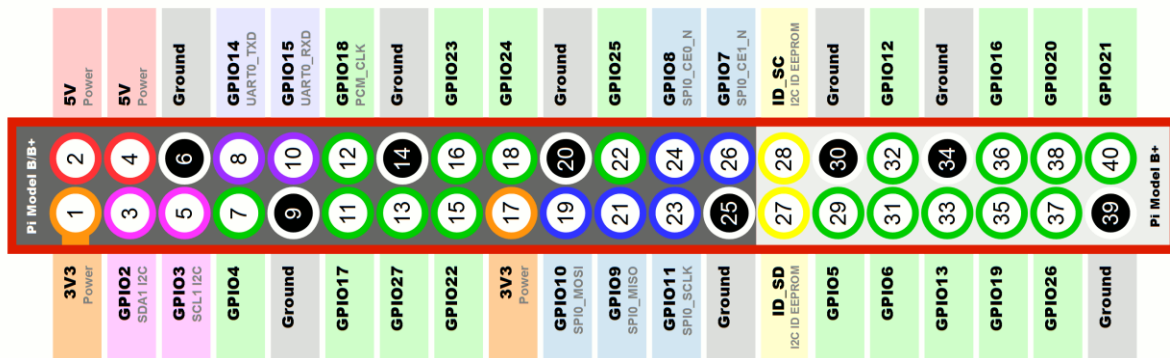 5V
Power
5V
Power
Ground
GPIO14
UART0_TXD
GPIO15
UART0_RXD
GPIO18
PCM_CLK
Ground
GPIO23
GPIO24
Ground
GPIO25
GPIO8
SPI0_CE0_N
GPIO7
SPI0_CE1_N
ID_SC
I2C ID EEPROM
Ground
GPIO12
Ground
GPIO16
GPIO20
GPIO21
Pi Model B/B+
2 4 6 8 10 12 14 16 18 20 22 24 26 28 30 32 34 36 38 40
1 3 5 7 9 11 13 15 17 19 21 23 25 27 29 31 33 35 37 39
Pi Model B+
3V3
Power
GPIO2
SDA1 I2C
GPIO3
SCL1 I2C
GPIO4
Ground
GPIO17
GPIO27
GPIO22
3V3
Power
GPIO10
SPI0_MOSI
GPIO9
SPI0_MISO
GPIO11
SPI0_SCLK
Ground
ID_SD
I2C ID EEPROM
GPIO5
GPIO6
GPIO13
GPIO19
GPIO26
Ground